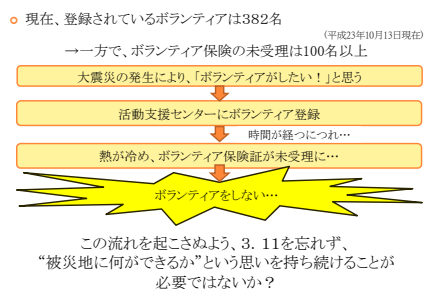 現在、登録されているボランティアは382名
（平成23年10月13日現在）
→一方で、ボランティア保険の未受理は100名以上
大震災の発生により、「ボランティアがしたい！」と思う
活動支援センターにボランティア登録
時間が経つにつれ…
熱が冷め、ボランティア保険証が未受理に…
ボランティアをしない…
この流れを起こさぬよう、3．11を忘れず、
“被災地に何ができるか”という思いを持ち続けることが
必要ではないか？